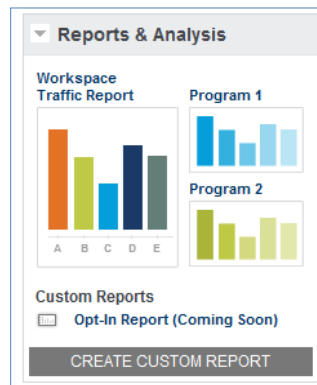 Reports & Analysis
Workspace
Traffic Report
Program 1
A B C D E
Program 2
Custom Reports
Opt-In Report (Coming Soon)
CREATE CUSTOM REPORT